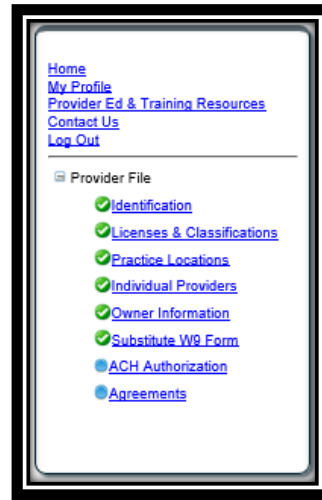 Home
My Profile
Provider Ed & Training Resources
Contact Us
Log Out
Provider File
Identification
Licenses & Classifications
Practice Locations
Individual Providers
Owner Information
Substitute W9 Form
ACH Authorization
Agreements